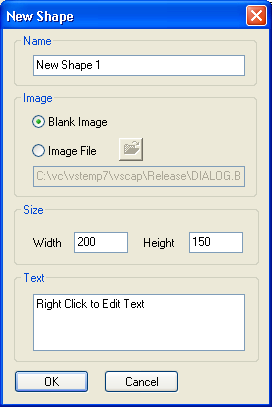 New Shape
Name
New Shape 1
Image
Blank Image
Image File
C:\vc\vstemp7\vscap\Release\DIALOG.B
Size
Width 200 Height 150
Text
Right Click to Edit Text
OK Cancel